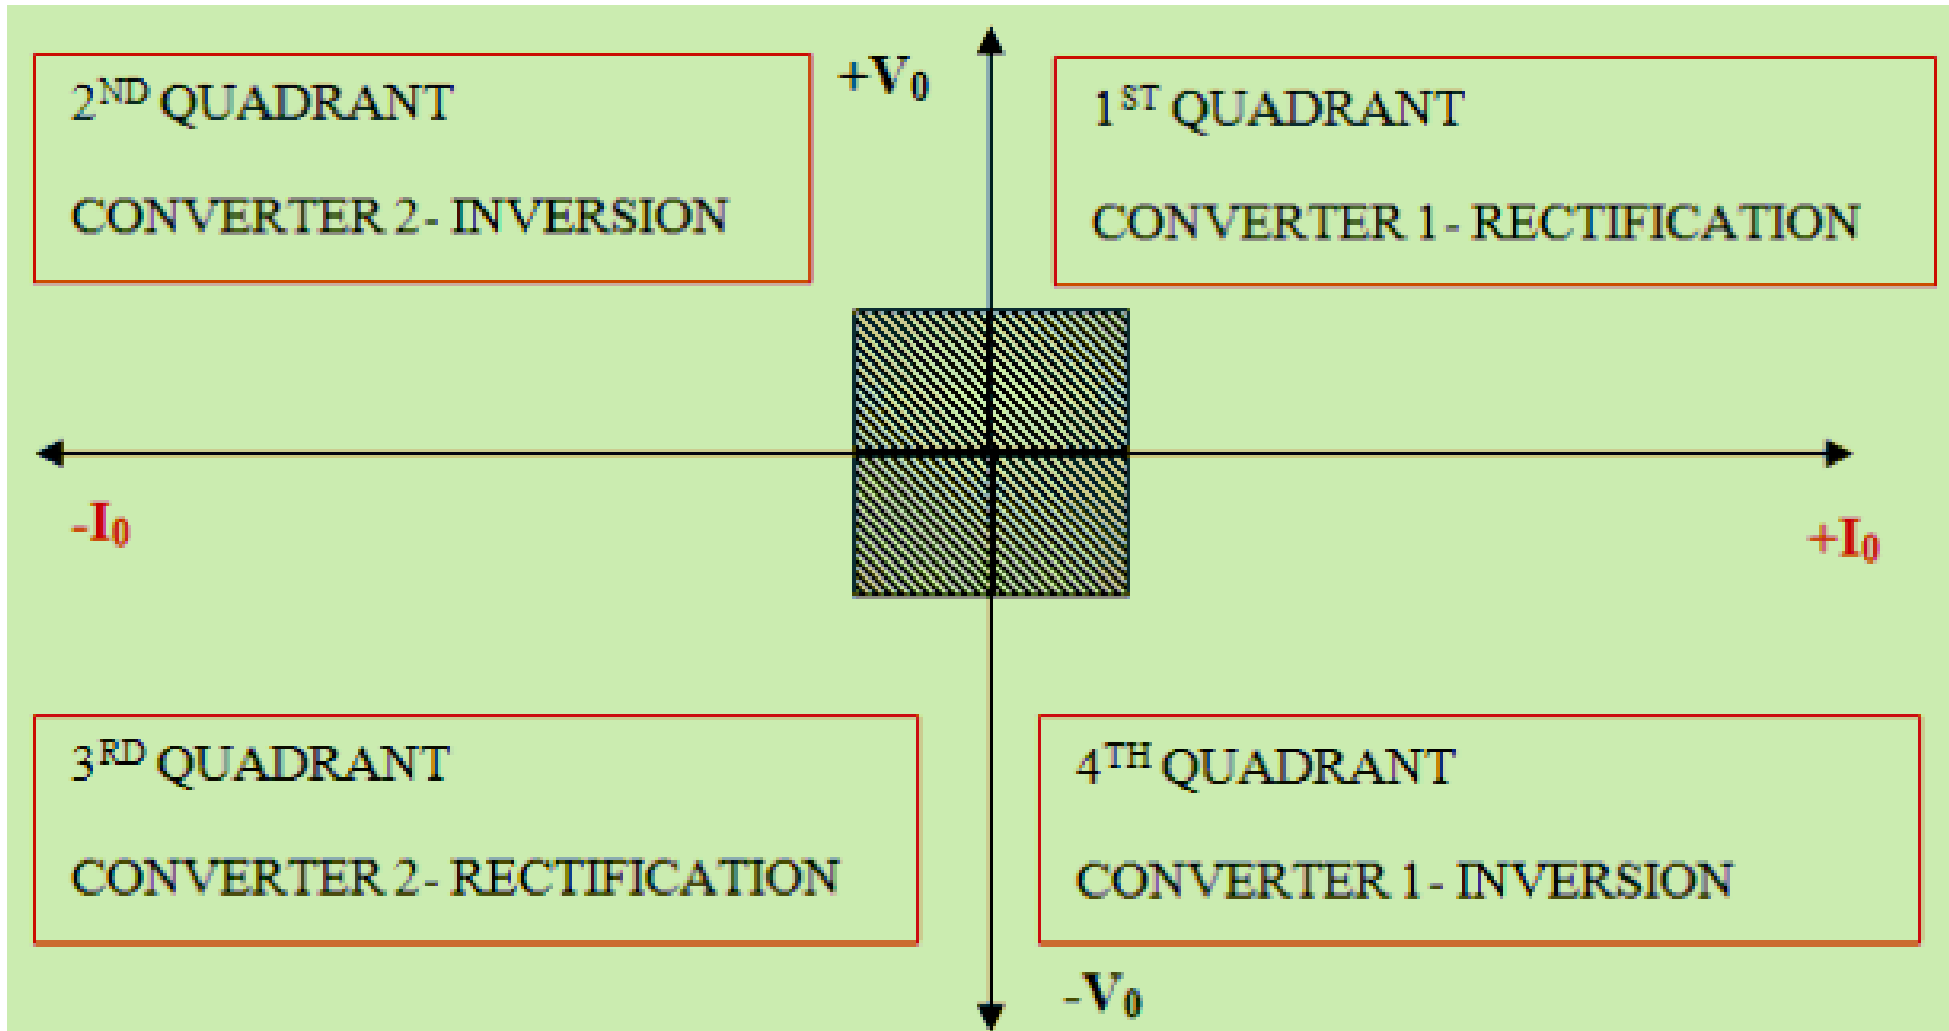 2ND QUADRANT
CONVERTER 2- INVERSION
+V0
1ST QUADRANT
CONVERTER 1- RECTIFICATION
-I0
+I0
3RD QUADRANT
CONVERTER 2- RECTIFICATION
4TH QUADRANT
CONVERTER 1- INVERSION
-V0